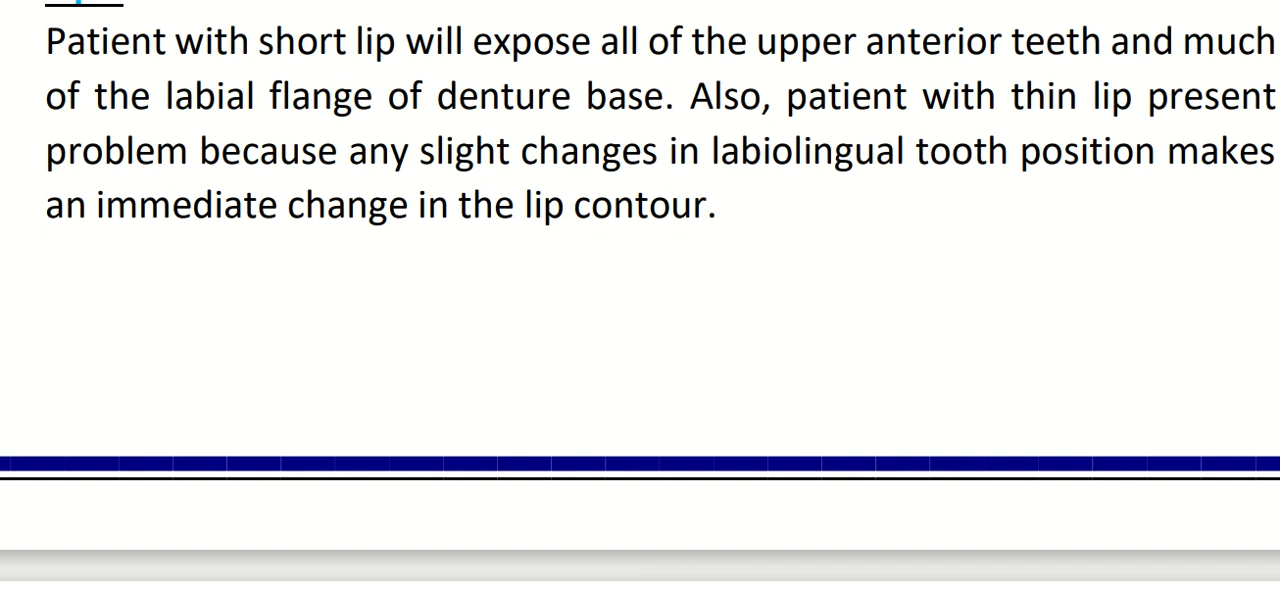 Patient with short lip will expose all of the upper anterior teeth and much
of the labial flange of denture base. Also, patient with thin lip present
problem because any slight changes in labiolingual tooth position makes
an immediate change in the lip contour.